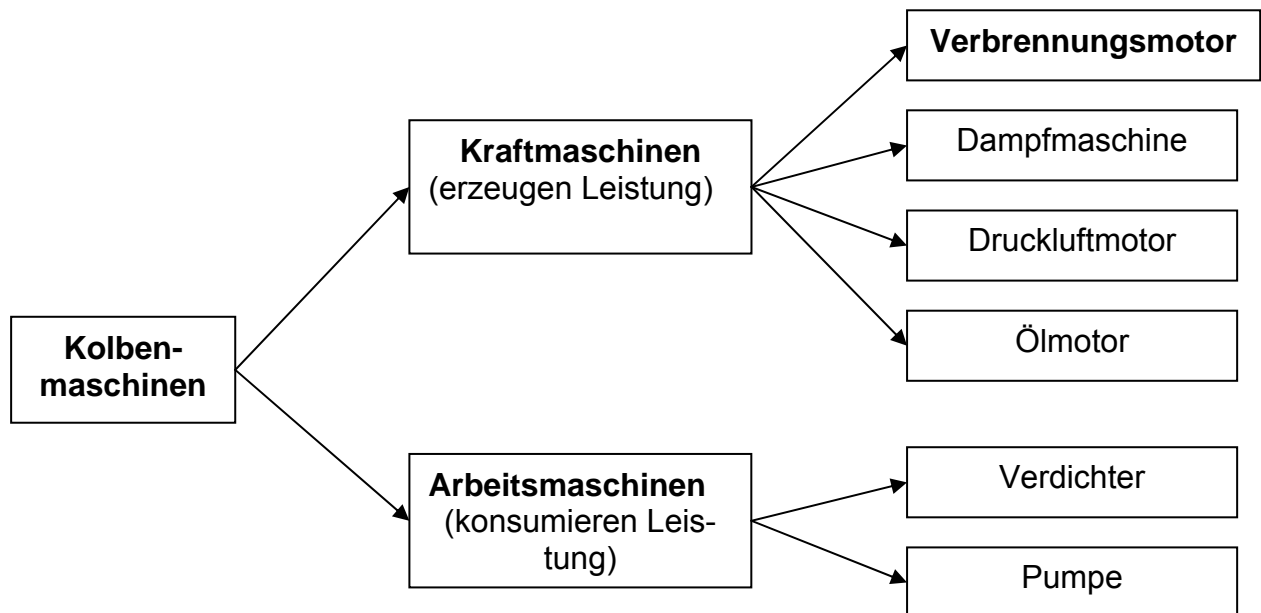 Verbrennungsmotor
Kraftmaschinen
(erzeugen Leistung)
Dampfmaschine
Druckluftmotor
Kolben-
maschinen
Ölmotor
Arbeitsmaschinen
(konsumieren Leis-
tung)
Verdichter
Pumpe